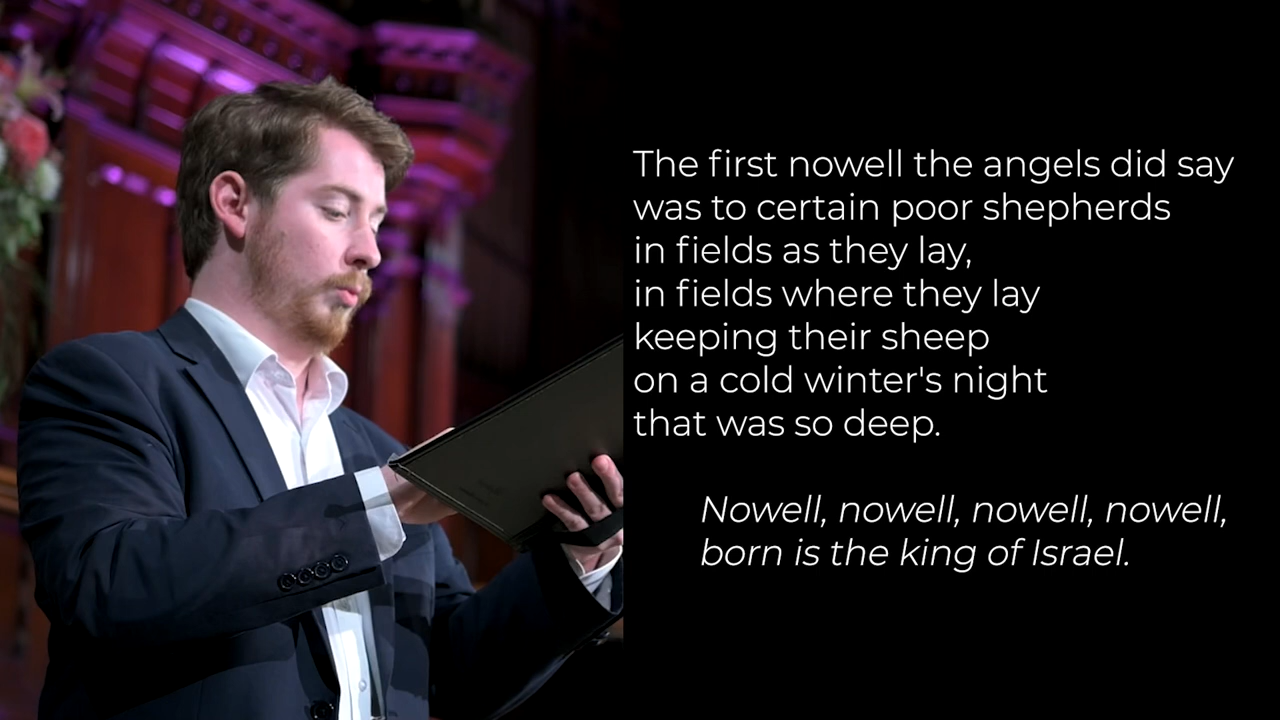 The first nowell the angels did say
was to certain poor shepherds
in fields as they lay,
in fields where they lay
keeping their sheep
on a cold winter's night
that was so deep.
Nowell, nowell, nowell, nowell,
born is the king of Israel.